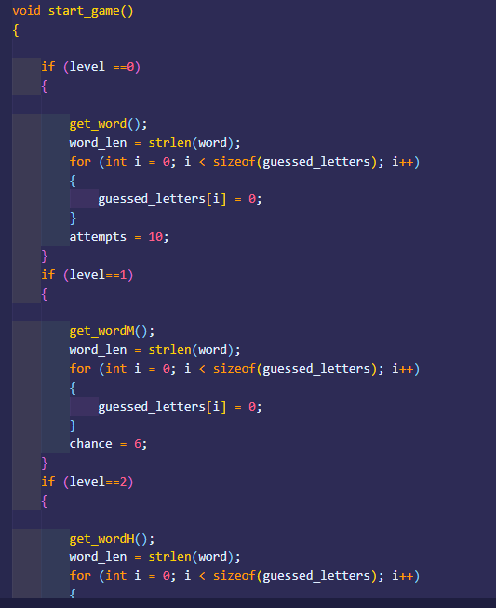 void start_game()
{
if (level ==0)
{
get_word();
word_len = strlen(word);
for (int i = 0; i < sizeof(guessed_letters); i++)
{
guessed_letters[i] = 0;
}
attempts = 10;
}
if (level==1)
{
get_wordM();
word_len = strlen(word);
for (int i = 0; i < sizeof(guessed_letters); i++)
{
guessed_letters[i] = 0;
}
chance = 6;
}
if (level==2)
{
get_wordH();
word_len = strlen(word);
for (int i = 0; i < sizeof(guessed_letters); i++)
{